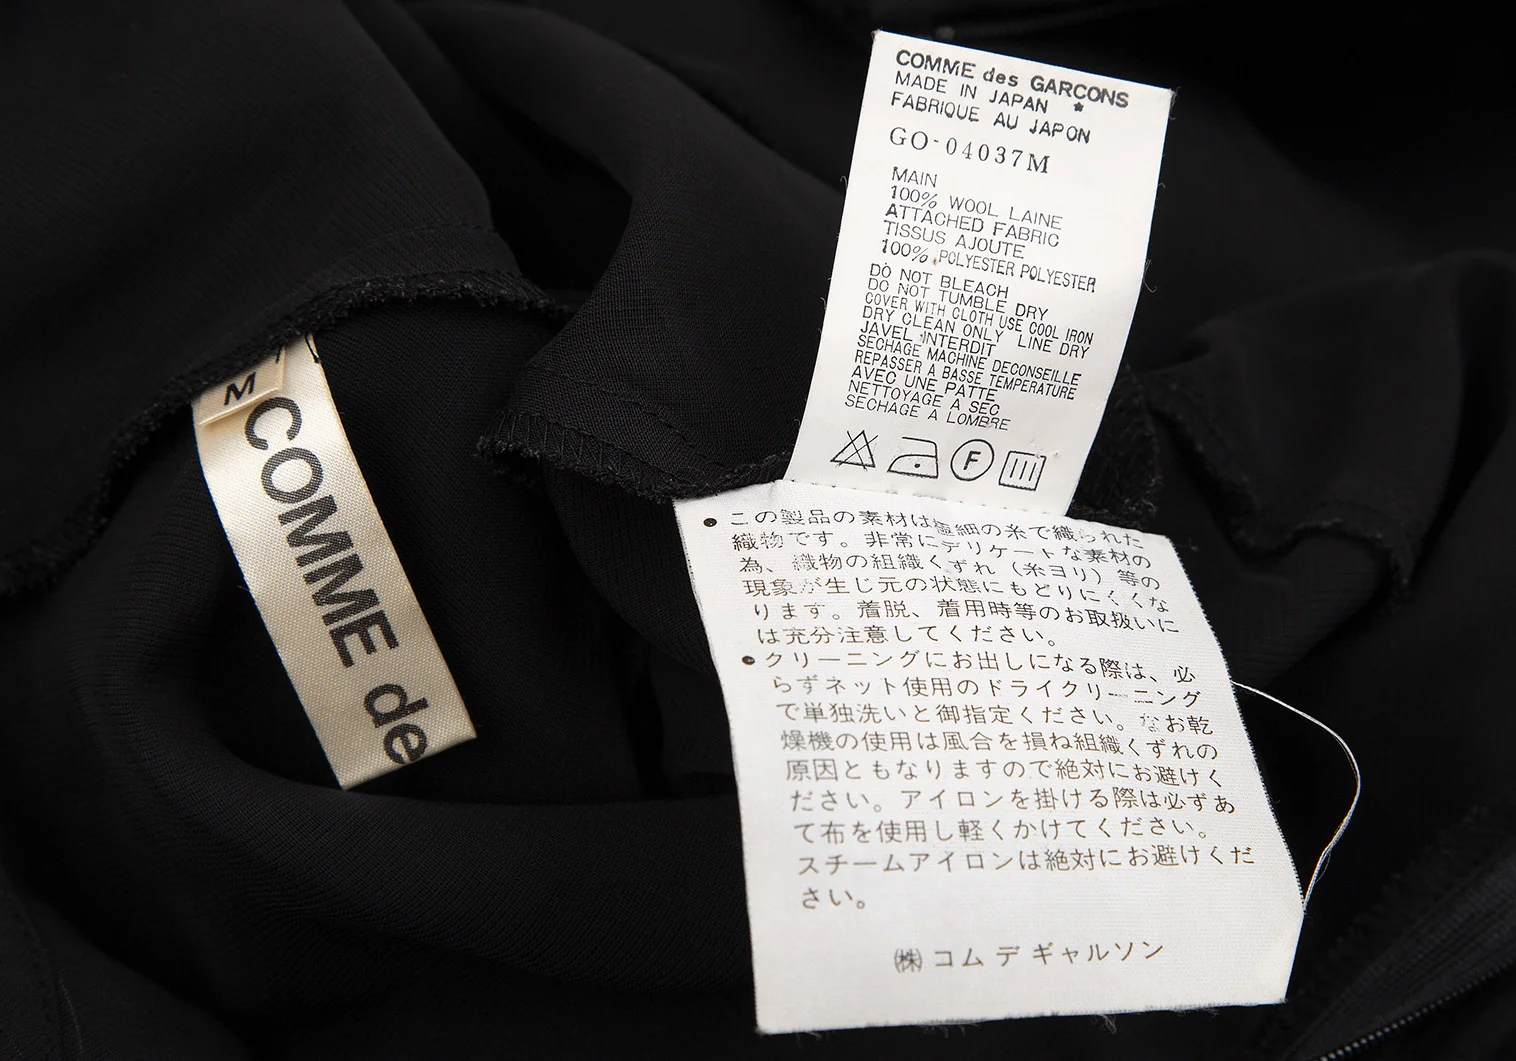 COMME des GARCONS
MADE IN JAPAN *
FABRIQUE AU JAPON
GO-04037M
MAIN
100% WOOL LAINE
ATTACHED FABRIC
TISSUS AJOUTE
100% POLYESTER POLYESTER
DO NOT BLEACH
DO NOT TUMBLE DRY
COVER WITH CLOTH USE COOL IRON
DRY CLEAN ONLY LINE DRY
JAVEL INTERDIT
SECHAGE MACHINE DECONSEILLE
REPASSER A BASSE TEMPERATURE
AVEC UNE PATTE
NETTOYAGE A SEC
SECHAGE A LOMBRE
F
M
COMME de
●この製品の素材は極細の糸で織られた
織物です。非常にデリケートな素材の
為、織物の組織くずれ（糸ヨリ）等の
現象が生じ元の状態にもどりにくくな
ります。着脱、着用時等のお取扱いに
は充分注意してください。
●クリーニングにお出しになる際は、必
らずネット使用のドライクリーニング
で単独洗いと御指定ください。なお乾
燥機の使用は風合を損ね組織くずれの
原因ともなりますので絶対にお避けく
ださい。アイロンを掛ける際は必ずあ
て布を使用し軽くかけてください。
スチームアイロンは絶対にお避けくだ
さい。
㈱ コム デ ギャルソン